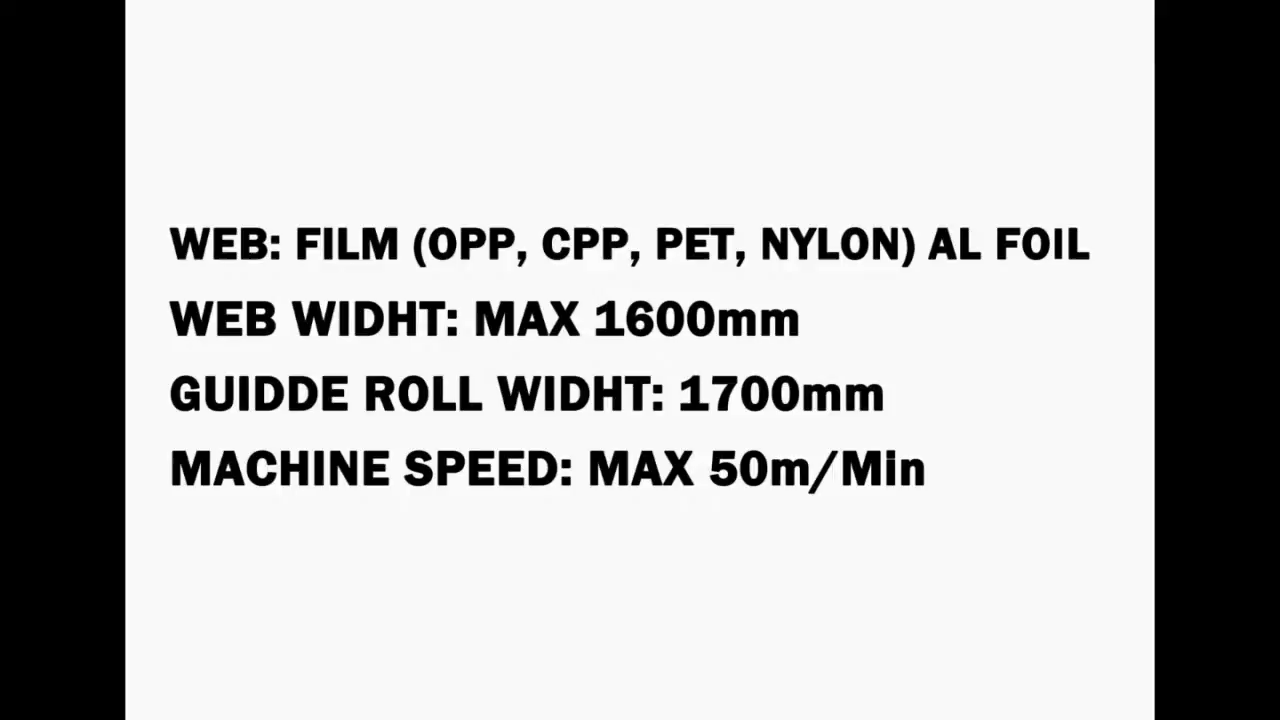 WEB: FILM (OPP, CPP, PET, NYLON) AL FOIL
WEB WIDHT: MAX 1600mm
GUIDDE ROLL WIDHT: 1700mm
MACHINE SPEED: MAX 50m/Min